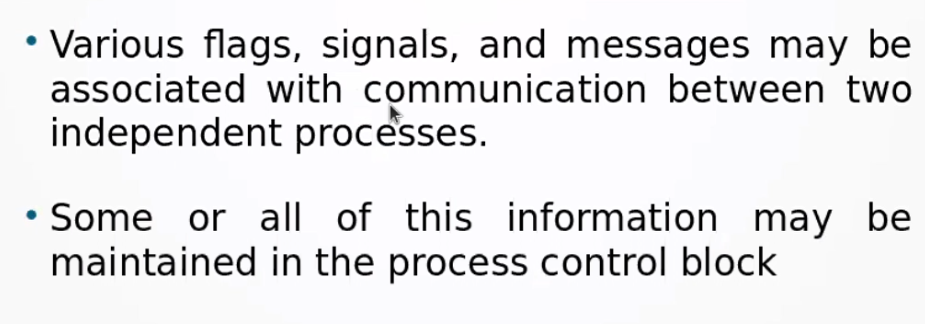 • Various flags, signals, and messages may be
associated with communication between two
independent processes.
• Some or all of this information may be
maintained in the process control block